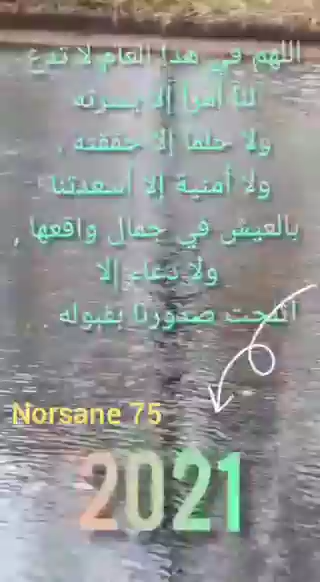 اللهم في هذا العام لا تدع
لنا أمرا إلا يسرته
ولا حلما إلا حققته ,
ولا أمنية إلا أسعدتنا
بالعيش في جمال واقعها ,
ولا دعاء إلا
أثلجت صدورنا بقبوله . .
Norsane 75
2021